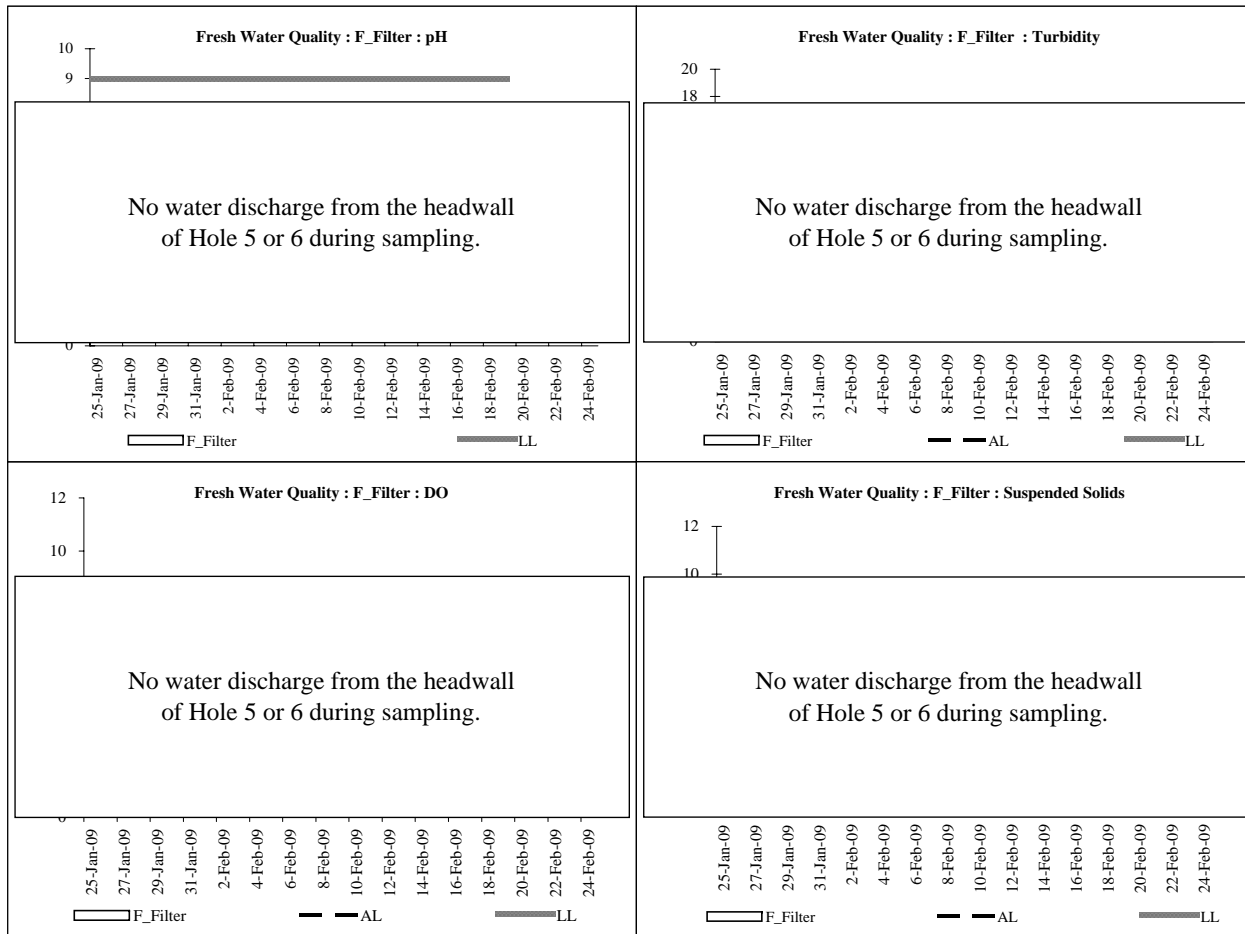 Fresh Water Quality : F_Filter : pH
10
9
No water discharge from the headwall
of Hole 5 or 6 during sampling.
0
25-Jan-09
27-Jan-09
29-Jan-09
31-Jan-09
2-Feb-09
4-Feb-09
6-Feb-09
8-Feb-09
10-Feb-09
12-Feb-09
14-Feb-09
16-Feb-09
18-Feb-09
20-Feb-09
22-Feb-09
24-Feb-09
F_Filter
LL
Fresh Water Quality : F_Filter : Turbidity
20
18
No water discharge from the headwall
of Hole 5 or 6 during sampling.
25-Jan-09
27-Jan-09
29-Jan-09
31-Jan-09
2-Feb-09
4-Feb-09
6-Feb-09
8-Feb-09
10-Feb-09
12-Feb-09
14-Feb-09
16-Feb-09
18-Feb-09
20-Feb-09
22-Feb-09
24-Feb-09
F_Filter
AL
LL
Fresh Water Quality : F_Filter : DO
12
10
No water discharge from the headwall
of Hole 5 or 6 during sampling.
25-Jan-09
27-Jan-09
29-Jan-09
31-Jan-09
2-Feb-09
4-Feb-09
6-Feb-09
8-Feb-09
10-Feb-09
12-Feb-09
14-Feb-09
16-Feb-09
18-Feb-09
20-Feb-09
22-Feb-09
24-Feb-09
F_Filter
AL
LL
Fresh Water Quality : F_Filter : Suspended Solids
12
10
No water discharge from the headwall
of Hole 5 or 6 during sampling.
25-Jan-09
27-Jan-09
29-Jan-09
31-Jan-09
2-Feb-09
4-Feb-09
6-Feb-09
8-Feb-09
10-Feb-09
12-Feb-09
14-Feb-09
16-Feb-09
18-Feb-09
20-Feb-09
22-Feb-09
24-Feb-09
F_Filter
AL
LL